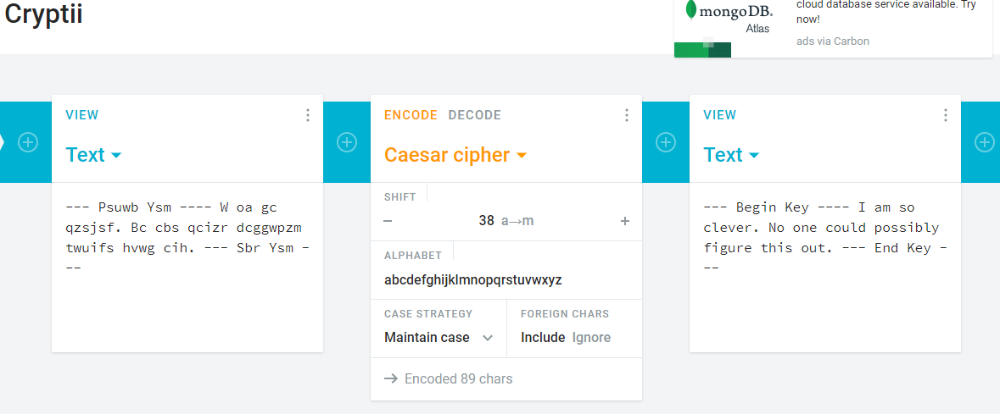 Cryptii
mongoDB.
Atlas
cloud database service available. Try
now!
ads via Carbon
VIEW
Text
--- Psuwb Ysm ---- W oa gc
qzsjsf. Bc cbs qcizr dcggwpzm
twuifs hvwg cih. --- Sbr Ysm -
--
ENCODE DECODE
Caesar cipher
SHIFT
− 38 a→m +
ALPHABET
abcdefghijklmnopqrstuvwxyz
CASE STRATEGY
Maintain case
FOREIGN CHARS
Include Ignore
→ Encoded 89 chars
VIEW
Text
--- Begin Key ---- I am so
clever. No one could possibly
figure this out. --- End Key -
--